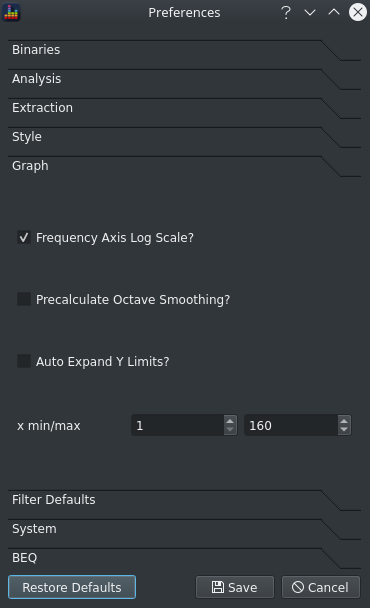 Preferences
Binaries
Analysis
Extraction
Style
Graph
Frequency Axis Log Scale?
Precalculate Octave Smoothing?
Auto Expand Y Limits?
x min/max 1 160
Filter Defaults
System
BEQ
Restore Defaults Save Cancel